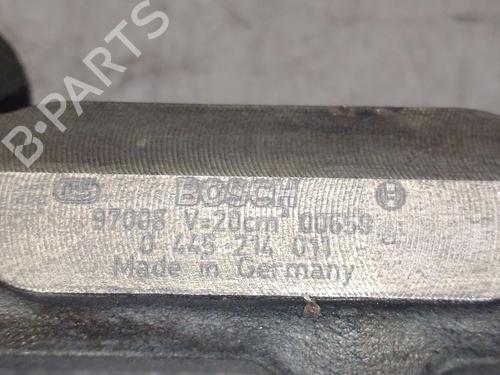 B-PARTS
BOSCH
97008 V=20cm 00659
0 445 214 011
Made in Germany